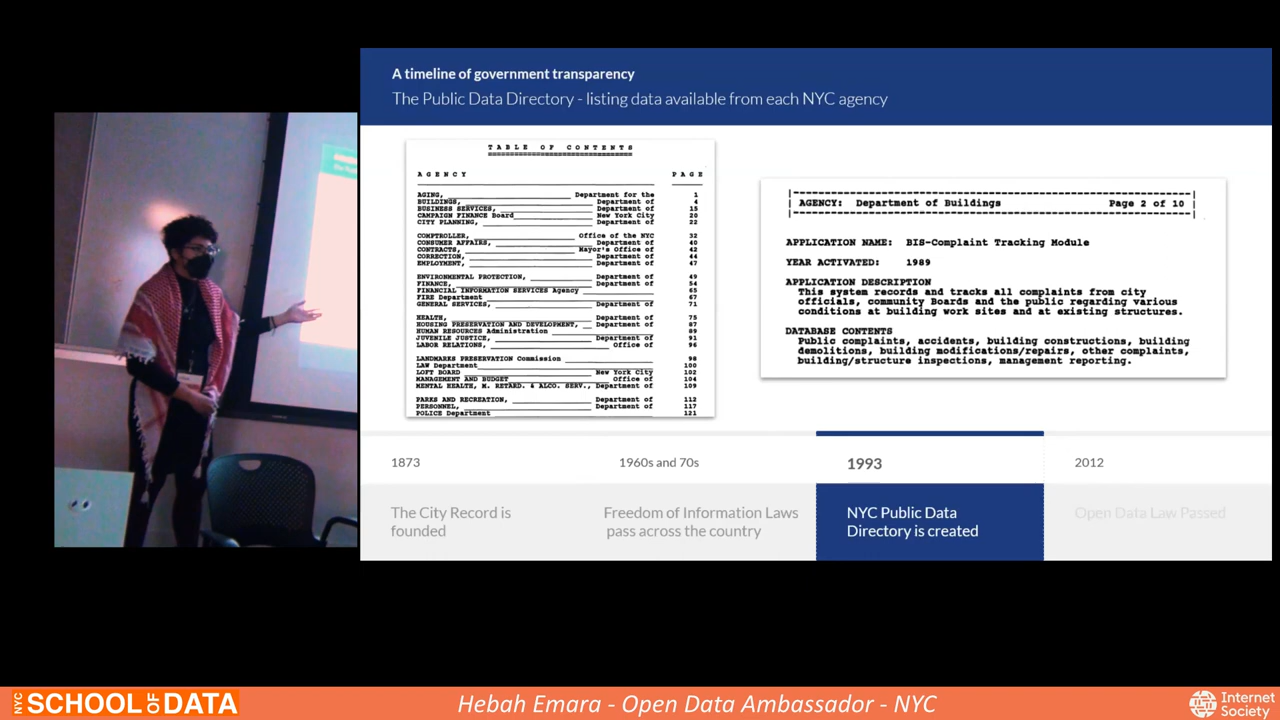 A timeline of government transparency
The Public Data Directory - listing data available from each NYC agency
TABLE OF CONTENTS
AGENCY PAGE
AGING, Department for the 1
BUILDINGS, Department of 4
BUSINESS SERVICES, Department of 15
CAMPAIGN FINANCE Board New York City 20
CITY PLANNING, Department of 22
COMPTROLLER, Office of the NYC 32
CONSUMER AFFAIRS, Department of 40
CONTRACTS, Mayor's Office of 42
CORRECTION, Department of 44
EMPLOYMENT, Department of 47
ENVIRONMENTAL PROTECTION, Department of 49
FINANCE, Department of 54
FINANCIAL INFORMATION SERVICES Agency 65
FIRE Department 67
GENERAL SERVICES, Department of 71
HEALTH, Department of 75
HOUSING PRESERVATION AND DEVELOPMENT, Department of 87
HUMAN RESOURCES Administration 89
JUVENILE JUSTICE, Department of 91
LABOR RELATIONS, Office of 96
LANDMARKS PRESERVATION Commission 98
LAW Department 100
LOFT BOARD New York City 102
MANAGEMENT AND BUDGET Office of 104
MENTAL HEALTH, M. RETARD. & ALCO. SERV., Department of 109
PARKS AND RECREATION, Department of 112
PERSONNEL, Department of 117
POLICE Department 121
AGENCY: Department of Buildings Page 2 of 10
APPLICATION NAME: BIS-Complaint Tracking Module
YEAR ACTIVATED: 1989
APPLICATION DESCRIPTION
This system records and tracks all complaints from city
officials, community Boards and the public regarding various
conditions at building work sites and at existing structures.
DATABASE CONTENTS
Public complaints, accidents, building constructions, building
demolitions, building modifications/repairs, other complaints,
building/structure inspections, management reporting.
1873
The City Record is
founded
1960s and 70s
Freedom of Information Laws
pass across the country
1993
NYC Public Data
Directory is created
2012
Open Data Law Passed
NYC SCHOOL OF DATA
Hebah Emara - Open Data Ambassador - NYC
Internet
Society